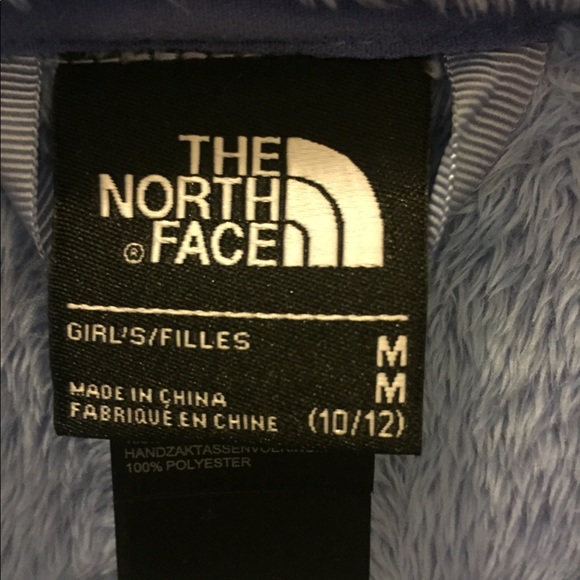 THE
NORTH
FACE
®
GIRL'S/FILLES M
M
MADE IN CHINA
FABRIQUÉ EN CHINE (10/12)
100% POLYESTER